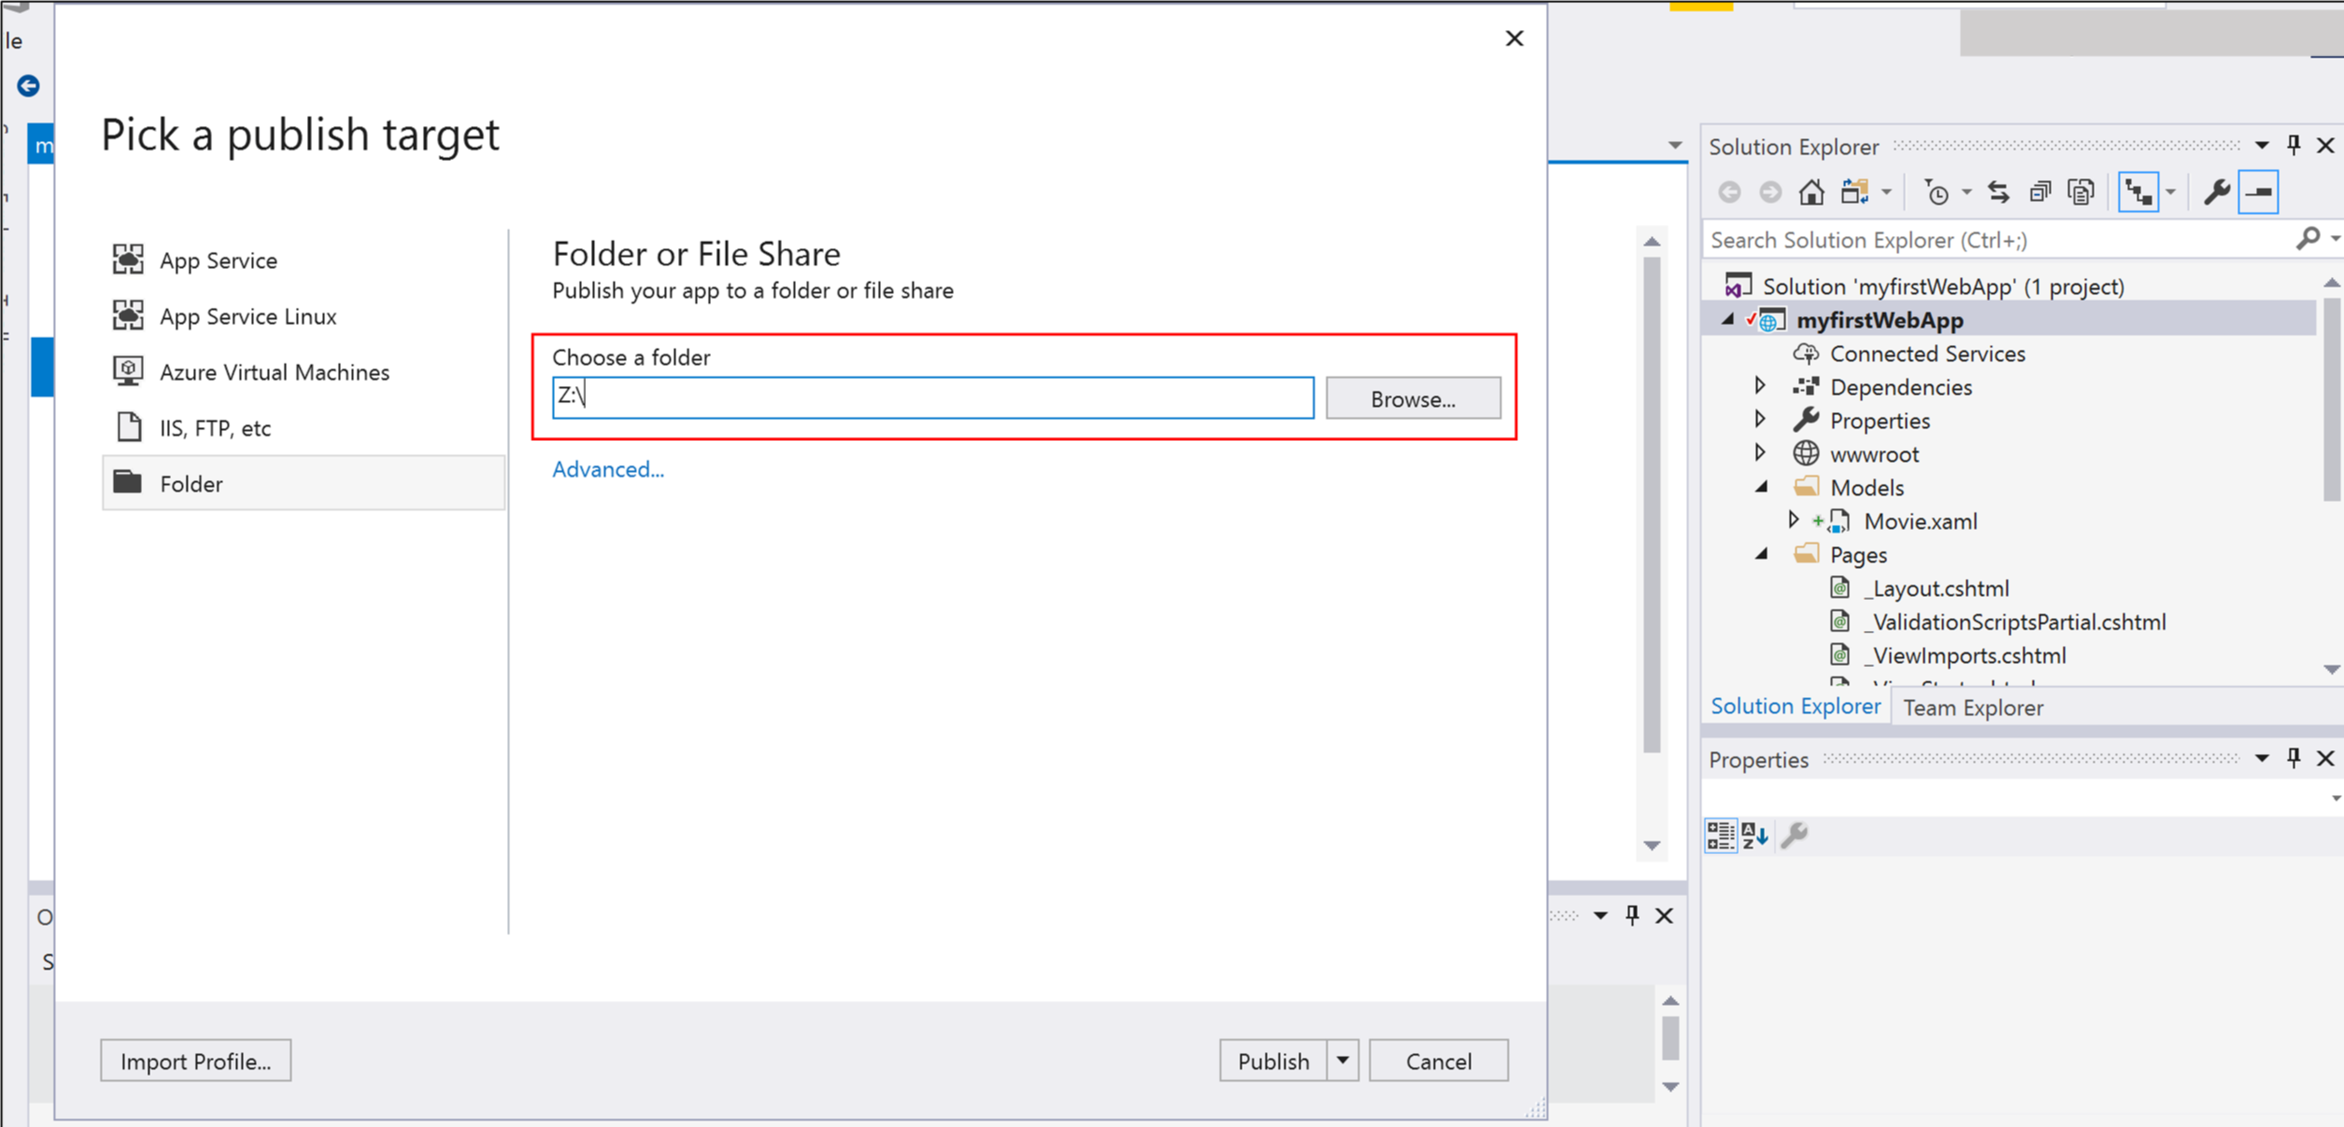 le
m
Pick a publish target
App Service
App Service Linux
Azure Virtual Machines
IIS, FTP, etc
Folder
Folder or File Share
Publish your app to a folder or file share
Choose a folder
Z:\
Browse...
Advanced...
O
S
Import Profile...
Publish
Cancel
Solution Explorer
Search Solution Explorer (Ctrl+;)
Solution 'myfirstWebApp' (1 project)
myfirstWebApp
Connected Services
Dependencies
Properties
wwwroot
Models
Movie.xaml
Pages
_Layout.cshtml
_ValidationScriptsPartial.cshtml
_ViewImports.cshtml
Solution Explorer
Team Explorer
Properties